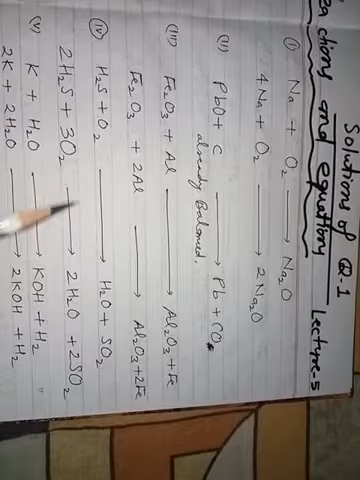 Solutions of Q-1 Lecture-5
and equation
(i) Na + O₂ ⟶ Na₂O
4Na + O₂ ⟶ 2Na₂O
(ii) PbO + C ⟶ Pb + CO
already Balanced.
(iii) Fe₂O₃ + Al ⟶ Al₂O₃ + Fe
Fe₂O₃ + 2Al ⟶ Al₂O₃ + 2Fe
(iv) H₂S + O₂ ⟶ H₂O + SO₂
2H₂S + 3O₂ ⟶ 2H₂O + 2SO₂
(v) K + H₂O ⟶ KOH + H₂
2K + 2H₂O ⟶ 2KOH + H₂